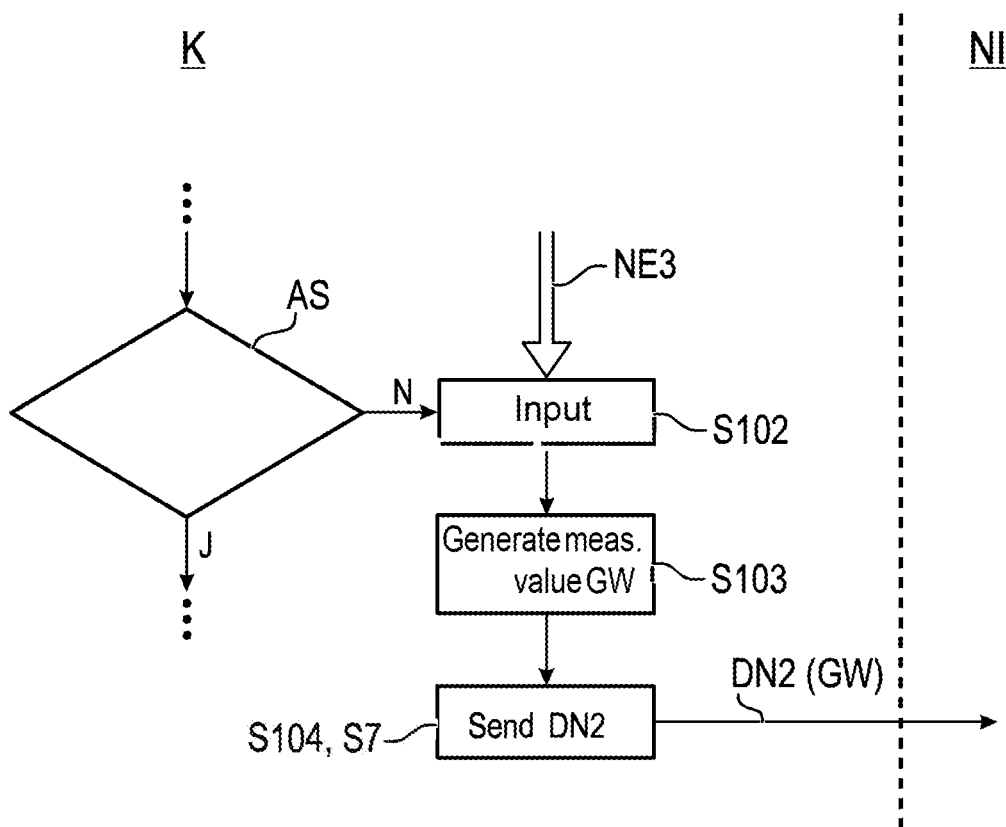 K
NI
NE3
AS
N
Input
S102
J
Generate meas.
value GW
S103
DN2 (GW)
S104, S7
Send DN2